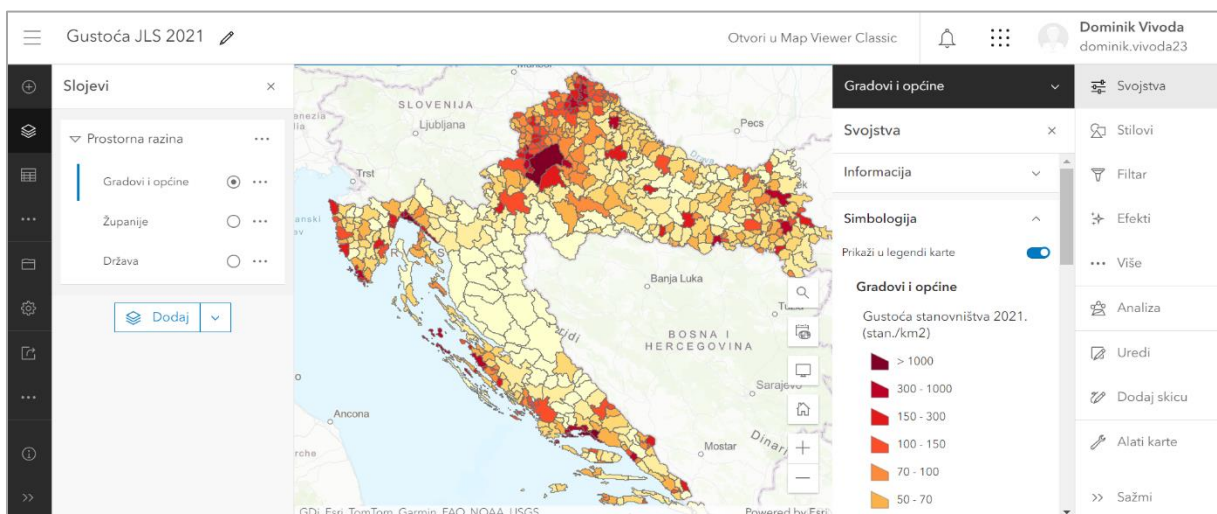 Gustoća JLS 2021
Otvori u Map Viewer Classic
Dominik Vivoda
dominik.vivoda23
Slojevi
Prostorna razina
Gradovi i općine
Županije
Država
Dodaj
SLOVENIJA
Ljubljana
Trst
Pecs
Banja Luka
BOSNA I
HERCEGOVINA
Sarajevo
Mostar
Ancona
GDi, Esri, TomTom, Garmin, FAO, NOAA, USGS
Powered by Esri
Gradovi i općine
Svojstva
Informacija
Simbologija
Prikaži u legendi karte
Gradovi i općine
Gustoća stanovništva 2021.
(stan./km2)
> 1000
300 - 1000
150 - 300
100 - 150
70 - 100
50 - 70
Svojstva
Stilovi
Filtar
Efekti
Više
Analiza
Uredi
Dodaj skicu
Alati karte
Sažmi